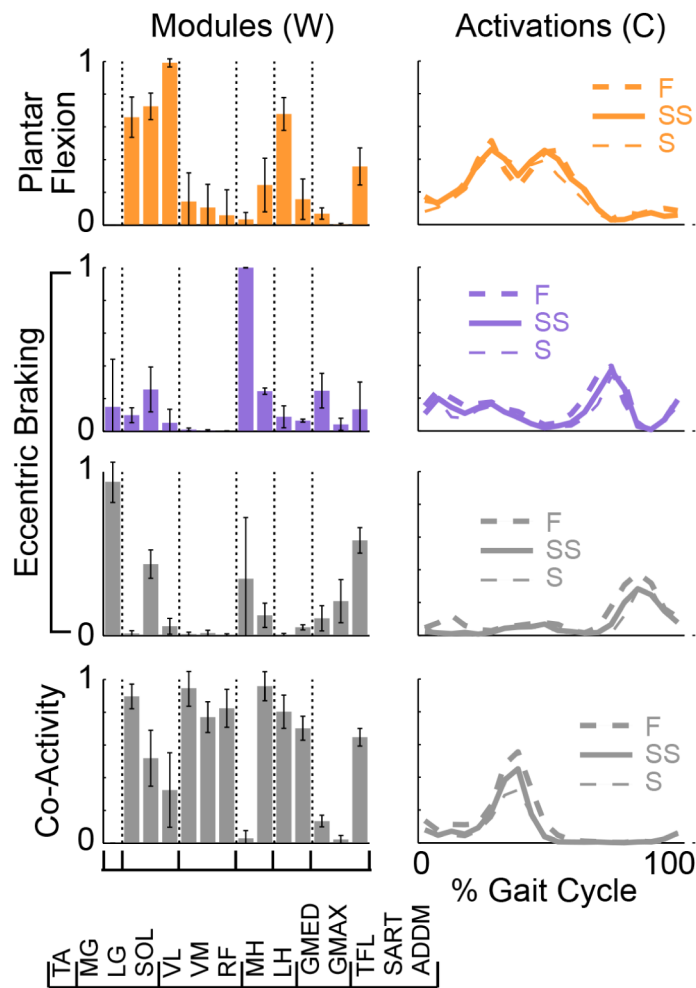 Modules (W)
Activations (C)
Plantar
Flexion
1
0
F
SS
S
Eccentric Braking
1
0
F
SS
S
1
0
F
SS
S
Co-Activity
1
0
F
SS
S
0
100
% Gait Cycle
TA
MG
LG
SOL
VL
VM
RF
MH
LH
GMED
GMAX
TFL
SART
ADDM